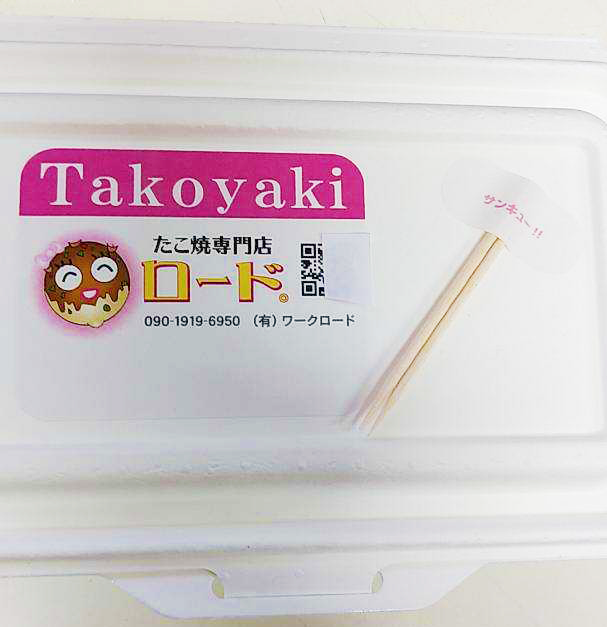 Takoyaki
たこ焼専門店
ロード。
090-1919-6950 (有) ワークロード
サンキュー!!